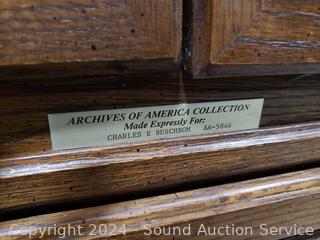 ARCHIVES OF AMERICA COLLECTION
Made Expressly For:
CHARLES E BUSCHBOM AA-5846
Copyright © 2024 - Sound Auction Service